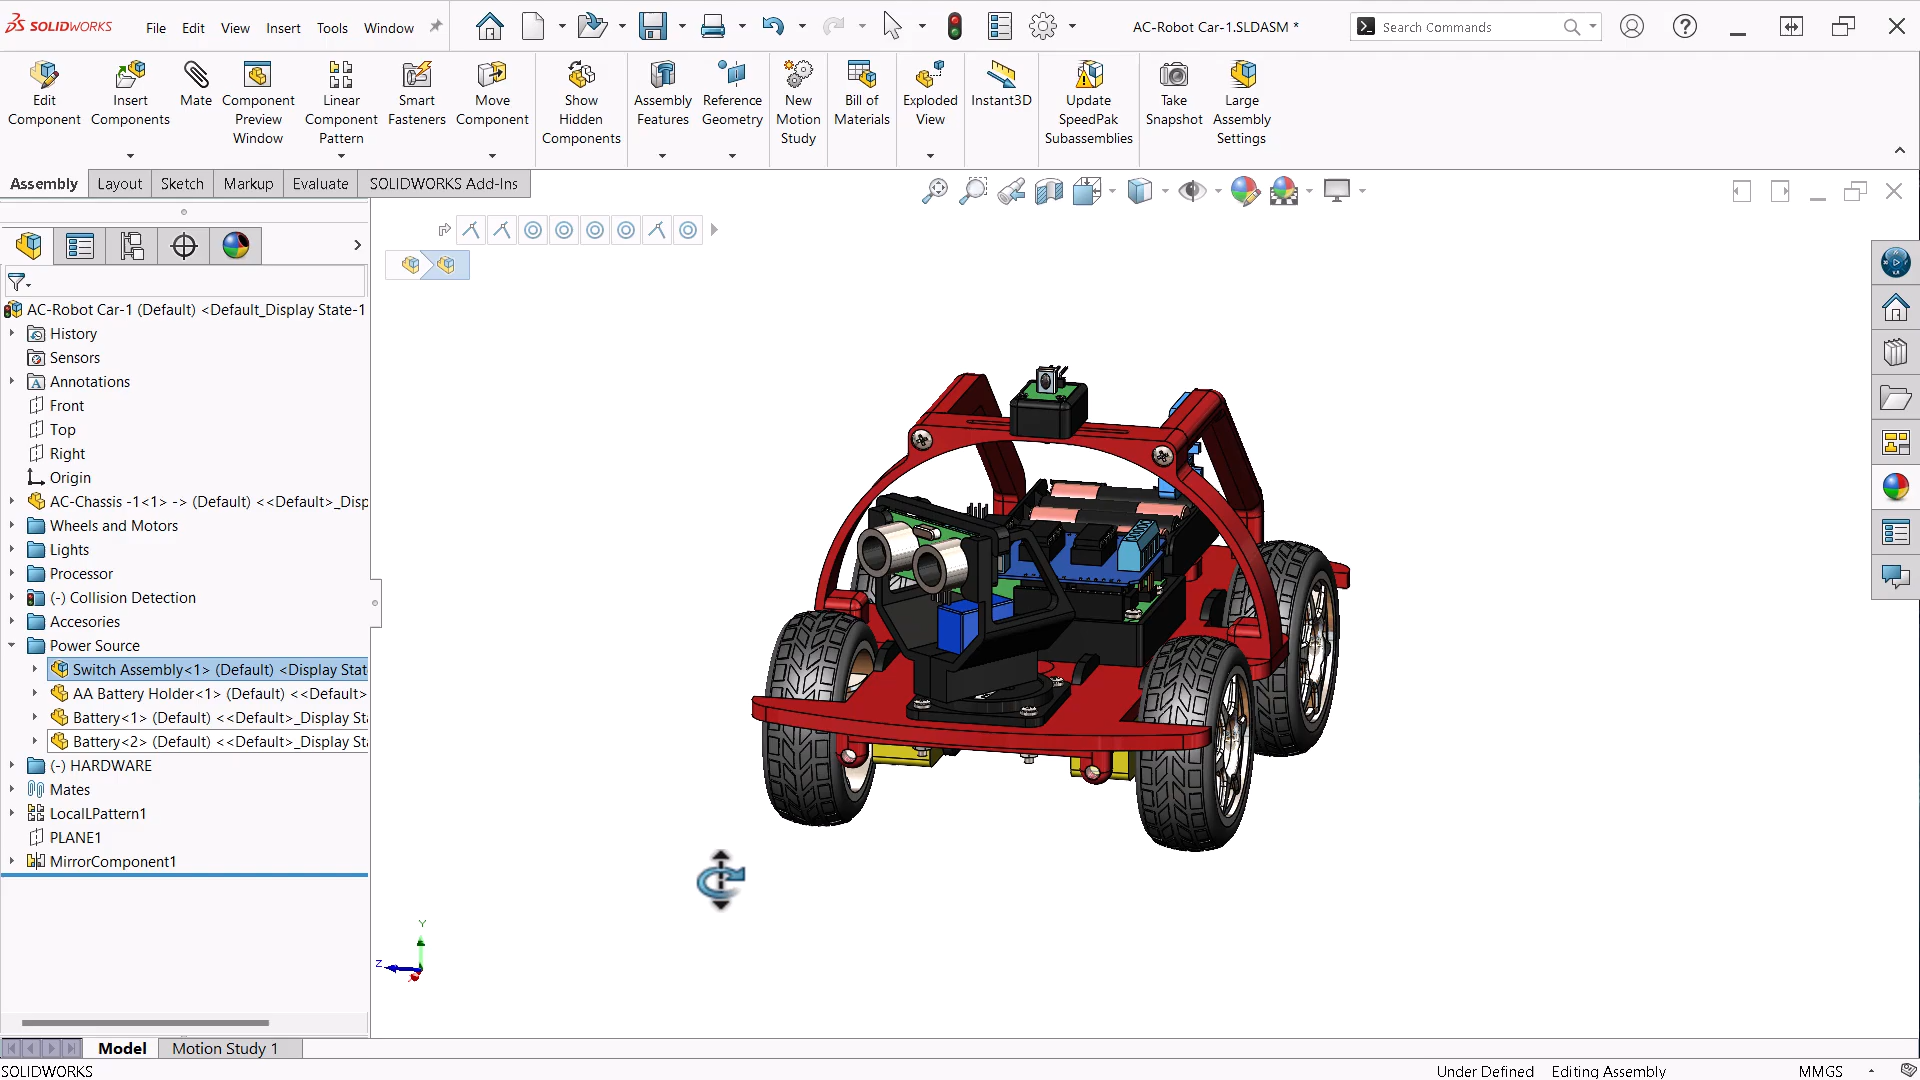 SOLIDWORKS
File Edit View Insert Tools Window
AC-Robot Car-1.SLDASM *
Search Commands
Edit Component
Insert Components
Mate
Component Preview Window
Linear Component Pattern
Smart Fasteners
Move Component
Show Hidden Components
Assembly Features
Reference Geometry
New Motion Study
Bill of Materials
Exploded View
Instant3D
Update SpeedPak Subassemblies
Take Snapshot
Large Assembly Settings
Assembly Layout Sketch Markup Evaluate SOLIDWORKS Add-Ins
AC-Robot Car-1 (Default) <Default_Display State-1
History
Sensors
Annotations
Front
Top
Right
Origin
AC-Chassis -1<1> -> (Default) <<Default>_Disp
Wheels and Motors
Lights
Processor
(-) Collision Detection
Accesories
Power Source
Switch Assembly<1> (Default) <Display Stat
AA Battery Holder<1> (Default) <<Default>
Battery<1> (Default) <<Default>_Display Sta
Battery<2> (Default) <<Default>_Display Sta
(-) HARDWARE
Mates
LocalLPattern1
PLANE1
MirrorComponent1
Y
Z
Model Motion Study 1
SOLIDWORKS
Under Defined Editing Assembly MMGS